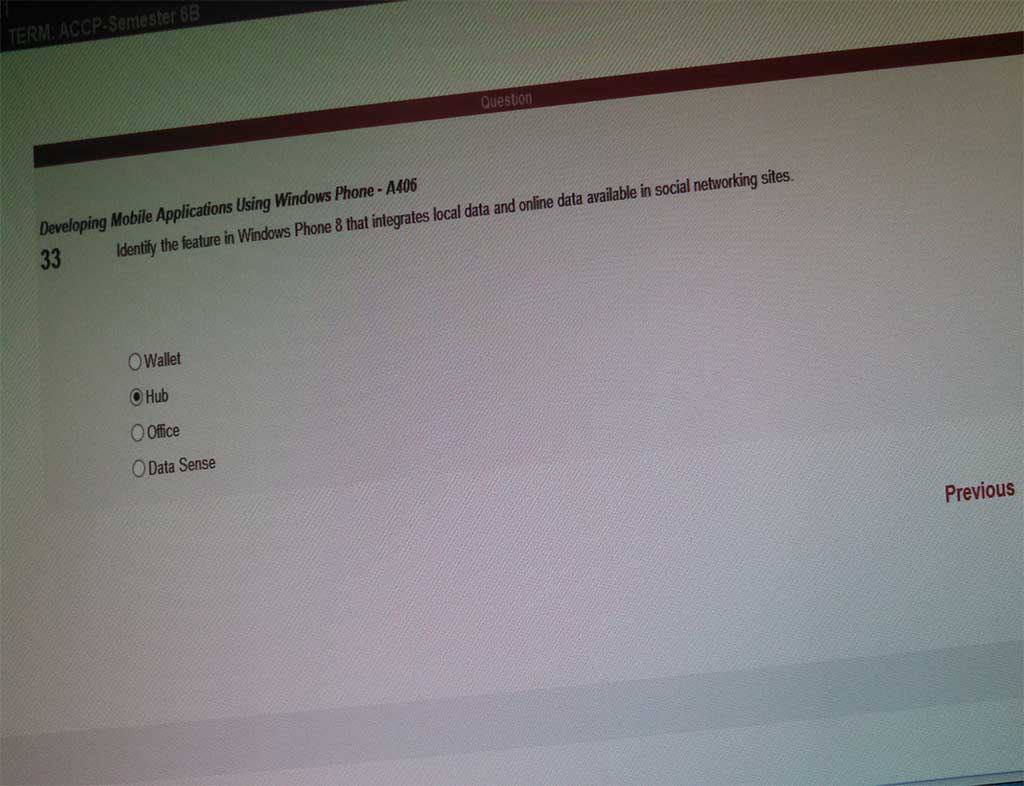 TERM: ACCP-Semester 6B
Question
Developing Mobile Applications Using Windows Phone - A406
33 Identify the feature in Windows Phone 8 that integrates local data and online data available in social networking sites.
Wallet
Hub
Office
Data Sense
Previous